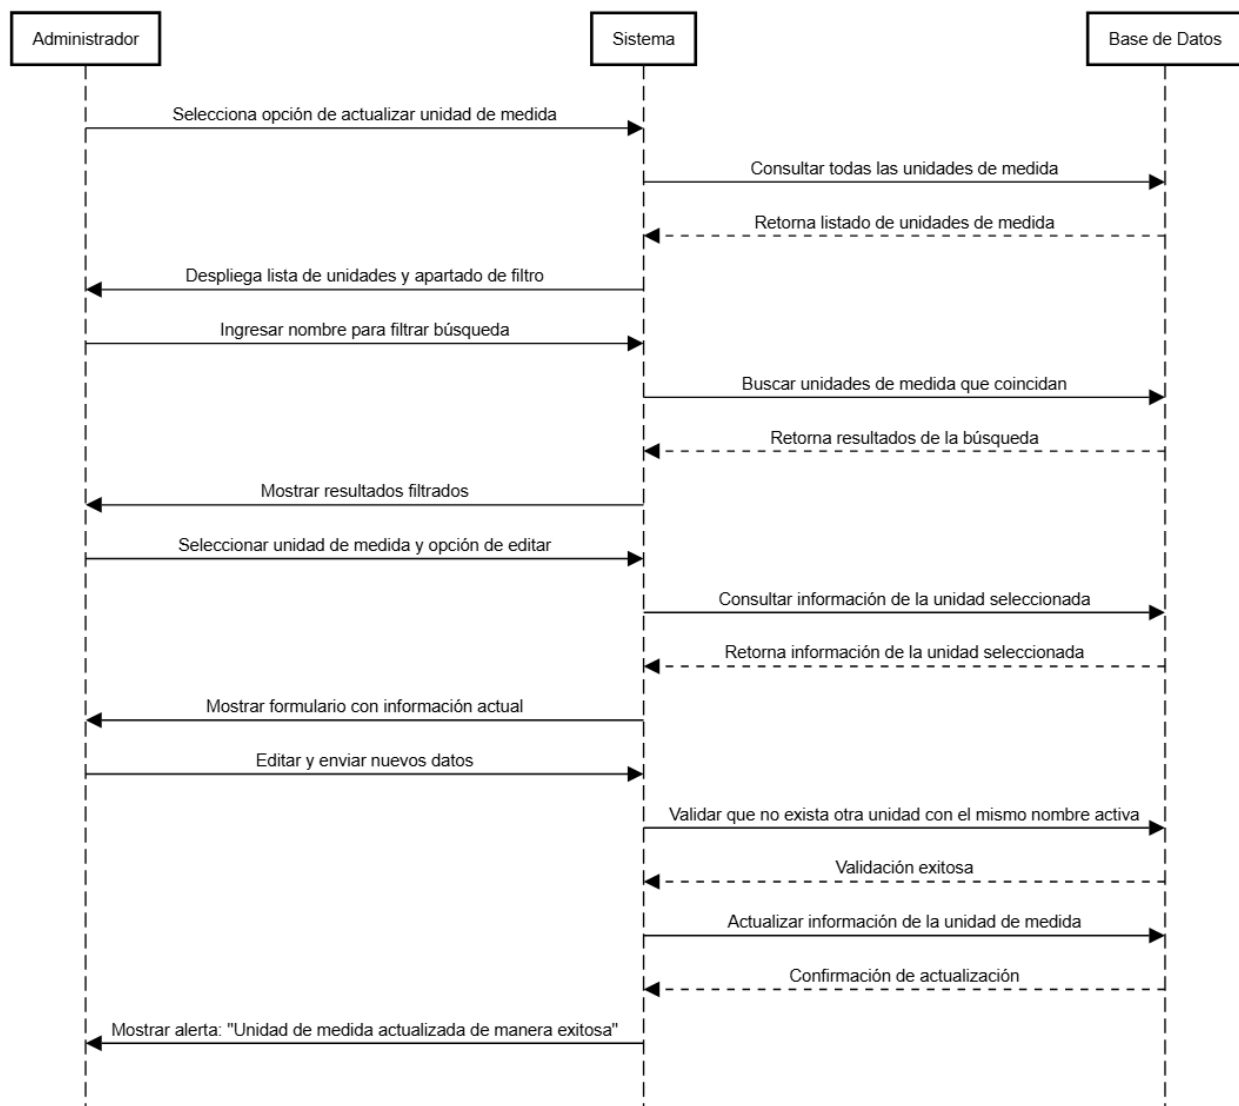 Administrador
Sistema
Base de Datos
Selecciona opción de actualizar unidad de medida
Consultar todas las unidades de medida
Retorna listado de unidades de medida
Despliega lista de unidades y apartado de filtro
Ingresar nombre para filtrar búsqueda
Buscar unidades de medida que coincidan
Retorna resultados de la búsqueda
Mostrar resultados filtrados
Seleccionar unidad de medida y opción de editar
Consultar información de la unidad seleccionada
Retorna información de la unidad seleccionada
Mostrar formulario con información actual
Editar y enviar nuevos datos
Validar que no exista otra unidad con el mismo nombre activa
Validación exitosa
Actualizar información de la unidad de medida
Confirmación de actualización
Mostrar alerta: "Unidad de medida actualizada de manera exitosa"